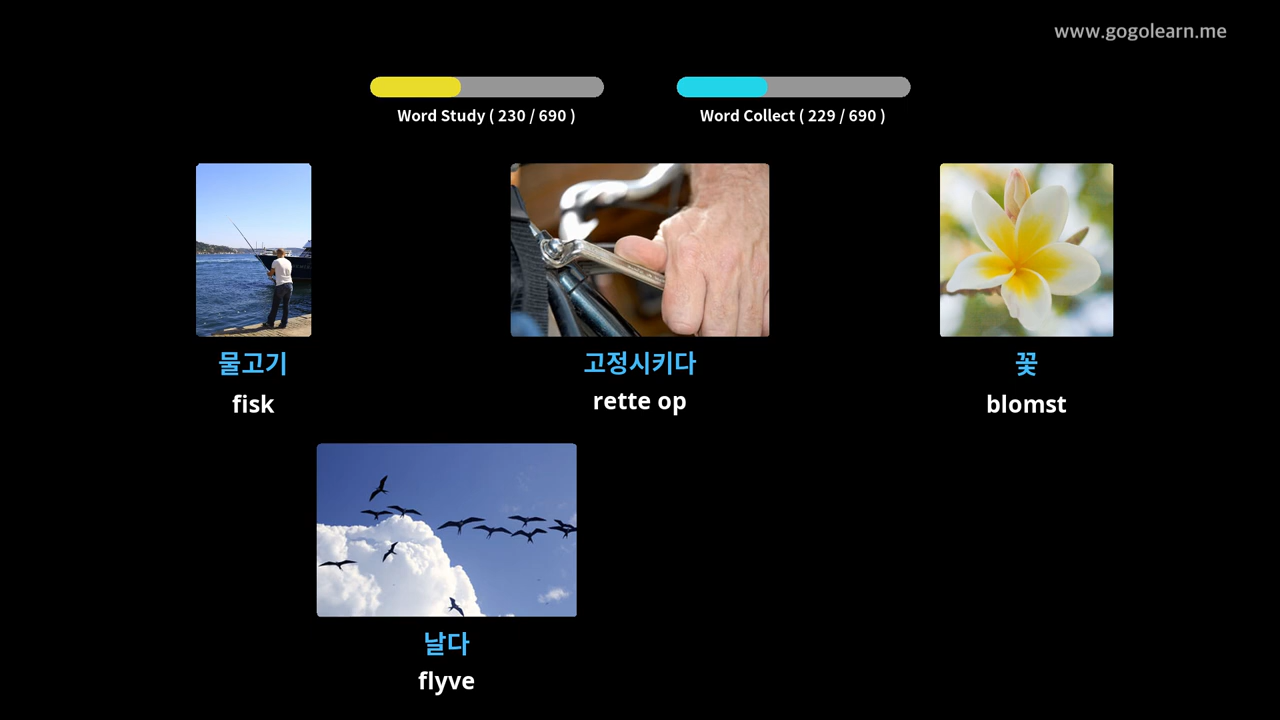 www.gogolearn.me
Word Study ( 230 / 690 )
Word Collect ( 229 / 690 )
물고기
fisk
고정시키다
rette op
꽃
blomst
날다
flyve